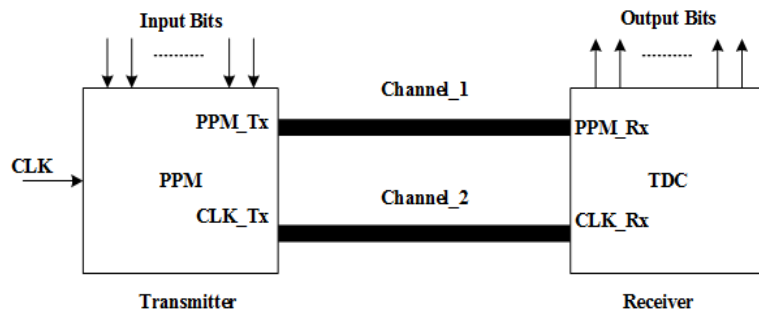 Input Bits
Output Bits
Channel_1
PPM_Tx
PPM_Rx
CLK
PPM
TDC
Channel_2
CLK_Tx
CLK_Rx
Transmitter
Receiver